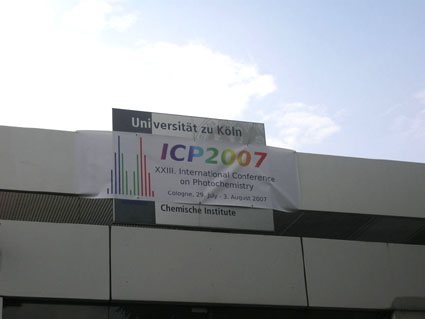 Universität zu Köln
ICP2007
XXIII. International Conference
on Photochemistry
Cologne, 29. July - 3. August 2007
Chemische Institute